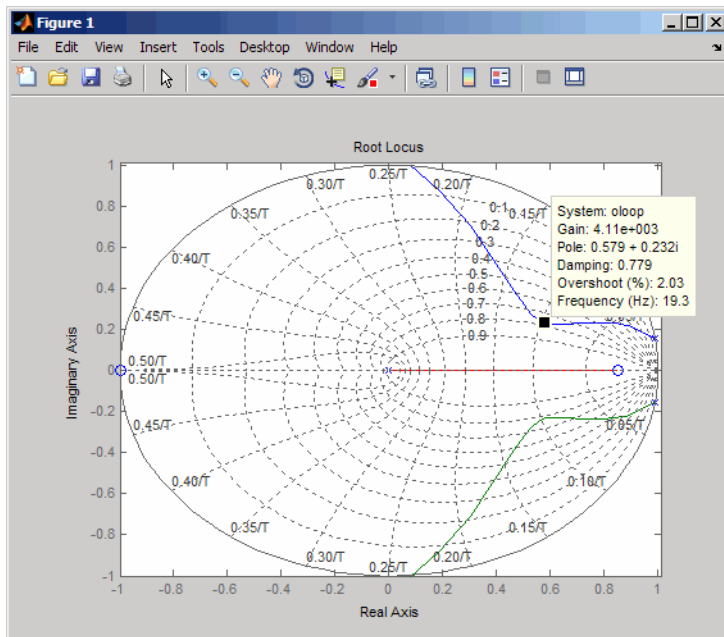 Figure 1
File Edit View Insert Tools Desktop Window Help
Root Locus
System: oloop
Gain: 4.11e+003
Pole: 0.579 + 0.232i
Damping: 0.779
Overshoot (%): 2.03
Frequency (Hz): 19.3
1
0.8
0.6
0.4
0.2
0
-0.2
-0.4
-0.6
-0.8
-1
Imaginary Axis
0.25/T
0.30/T
0.20/T
0.35/T
0.45/T
0.40/T
0.45/T
0.50/T
0.50/T
0.45/T
0.40/T
0.35/T
0.30/T
0.25/T
0.20/T
0.15/T
0.10/T
0.05/T
0.1
0.2
0.3
0.4
0.5
0.6
0.7
0.8
0.9
-1 -0.8 -0.6 -0.4 -0.2 0 0.2 0.4 0.6 0.8 1
Real Axis